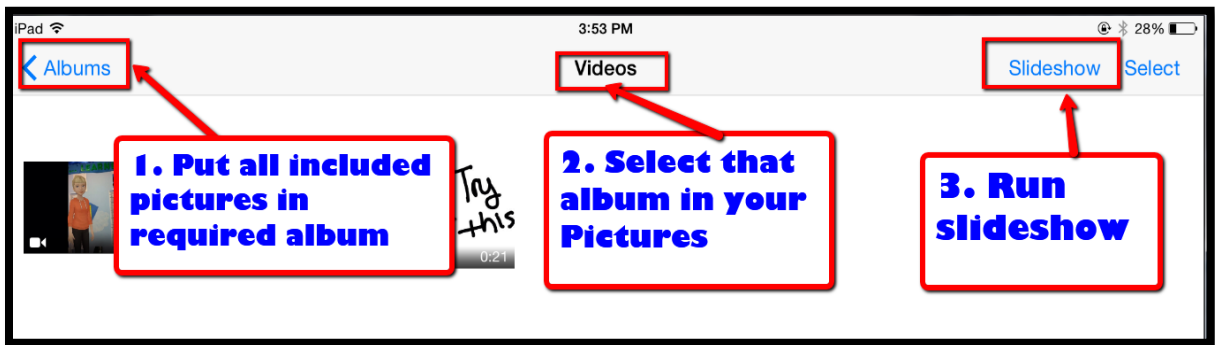 iPad 3:53 PM 28%
Albums Videos Slideshow Select
1. Put all included
pictures in
required album
Try
this
0:21
2. Select that
album in your
Pictures
3. Run
slideshow